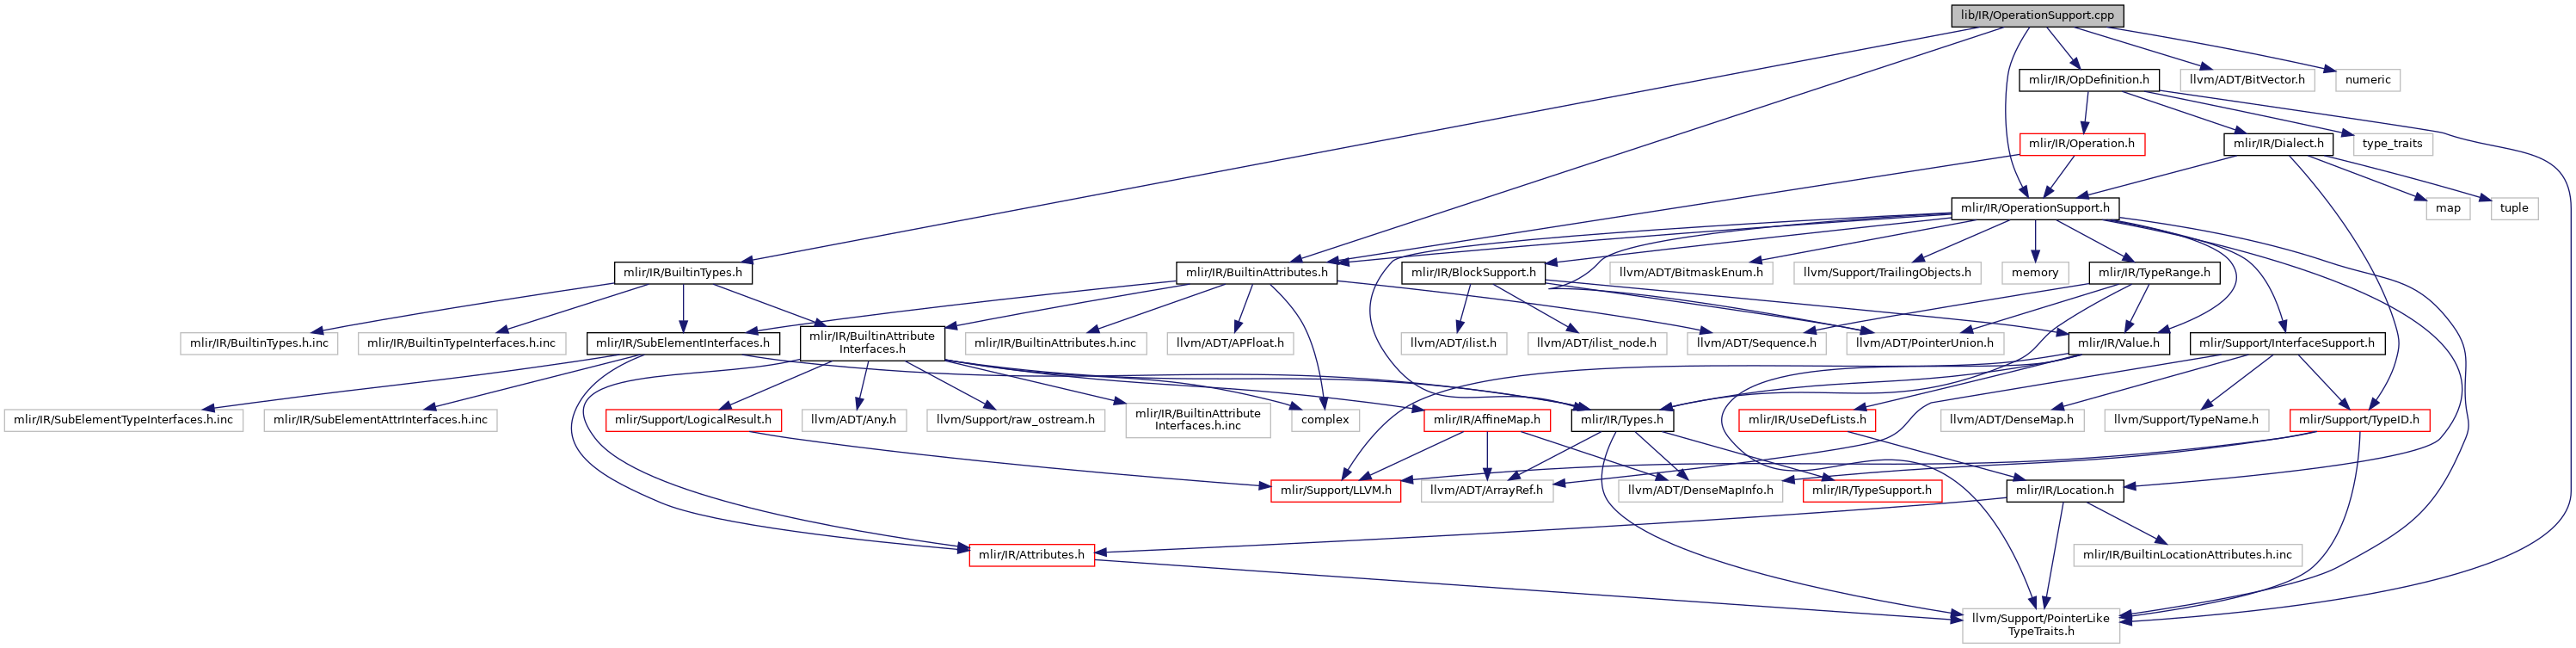 lib/IR/OperationSupport.cpp
mlir/IR/OpDefinition.h
llvm/ADT/BitVector.h
numeric
mlir/IR/Operation.h
mlir/IR/Dialect.h
type_traits
mlir/IR/OperationSupport.h
map
tuple
mlir/IR/BuiltinTypes.h
mlir/IR/BuiltinAttributes.h
mlir/IR/BlockSupport.h
llvm/ADT/BitmaskEnum.h
llvm/Support/TrailingObjects.h
memory
mlir/IR/TypeRange.h
mlir/IR/BuiltinTypes.h.inc
mlir/IR/BuiltinTypeInterfaces.h.inc
mlir/IR/SubElementInterfaces.h
mlir/IR/BuiltinAttribute
Interfaces.h
mlir/IR/BuiltinAttributes.h.inc
llvm/ADT/APFloat.h
llvm/ADT/Sequence.h
llvm/ADT/ilist.h
llvm/ADT/ilist_node.h
llvm/ADT/PointerUnion.h
mlir/IR/Value.h
mlir/Support/InterfaceSupport.h
mlir/IR/SubElementTypeInterfaces.h.inc
mlir/IR/SubElementAttrInterfaces.h.inc
mlir/Support/LogicalResult.h
llvm/ADT/Any.h
llvm/Support/raw_ostream.h
mlir/IR/BuiltinAttribute
Interfaces.h.inc
complex
mlir/IR/AffineMap.h
mlir/IR/Types.h
mlir/IR/UseDefLists.h
llvm/ADT/DenseMap.h
llvm/Support/TypeName.h
mlir/Support/TypeID.h
mlir/Support/LLVM.h
llvm/ADT/ArrayRef.h
llvm/ADT/DenseMapInfo.h
mlir/IR/TypeSupport.h
mlir/IR/Location.h
mlir/IR/Attributes.h
mlir/IR/BuiltinLocationAttributes.h.inc
llvm/Support/PointerLike
TypeTraits.h